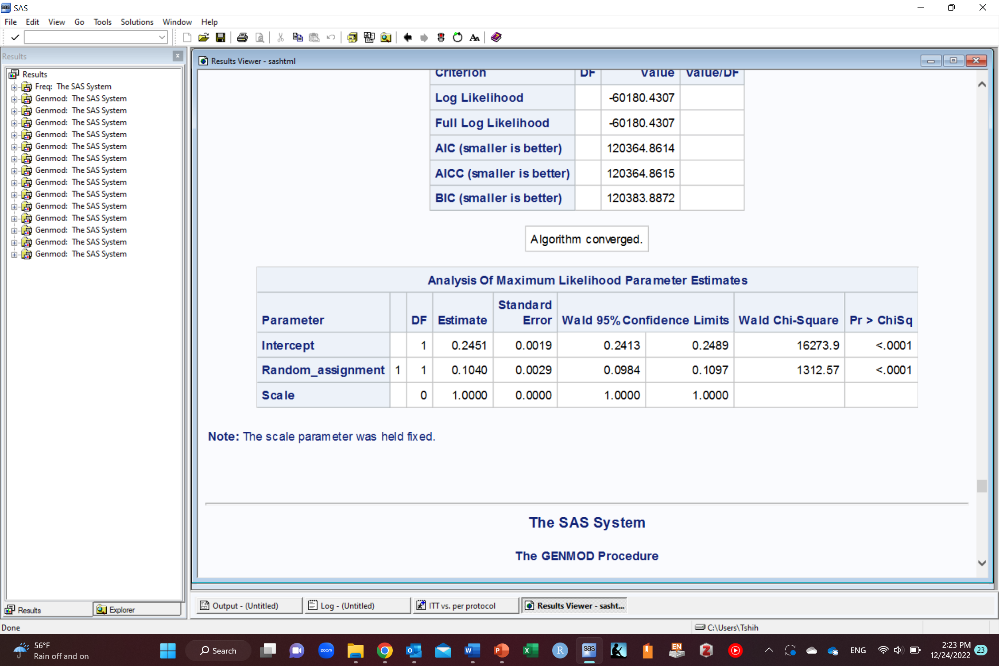 SAS
File Edit View Go Tools Solutions Window Help
Results
Results Viewer - sashtml
Results
Freq: The SAS System
Genmod: The SAS System
Genmod: The SAS System
Genmod: The SAS System
Genmod: The SAS System
Genmod: The SAS System
Genmod: The SAS System
Genmod: The SAS System
Genmod: The SAS System
Genmod: The SAS System
Genmod: The SAS System
Genmod: The SAS System
Genmod: The SAS System
Genmod: The SAS System
Genmod: The SAS System
Criterion DF Value Value/DF
Log Likelihood -60180.4307
Full Log Likelihood -60180.4307
AIC (smaller is better) 120364.8614
AICC (smaller is better) 120364.8615
BIC (smaller is better) 120383.8872
Algorithm converged.
Analysis Of Maximum Likelihood Parameter Estimates
Parameter DF Estimate Standard Error Wald 95% Confidence Limits Wald Chi-Square Pr > ChiSq
Intercept 1 0.2451 0.0019 0.2413 0.2489 16273.9 <.0001
Random_assignment 1 1 0.1040 0.0029 0.0984 0.1097 1312.57 <.0001
Scale 0 1.0000 0.0000 1.0000 1.0000
Note: The scale parameter was held fixed.
The SAS System
The GENMOD Procedure
Results Explorer
Output - (Untitled) Log - (Untitled) ITT vs. per protocol Results Viewer - sasht...
Done C:\Users\Tshih
56°F
Rain off and on
Search
zoom
sas
EN
ENG
2:23 PM
12/24/2022
23